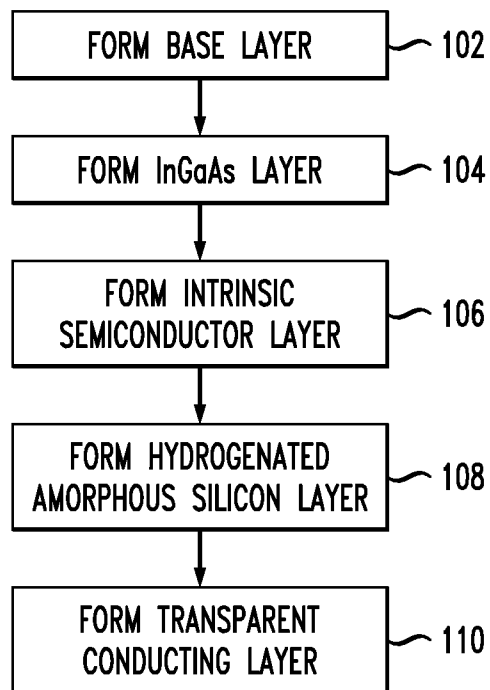 FORM BASE LAYER
102
FORM InGaAs LAYER
104
FORM INTRINSIC
SEMICONDUCTOR LAYER
106
FORM HYDROGENATED
AMORPHOUS SILICON LAYER
108
FORM TRANSPARENT
CONDUCTING LAYER
110